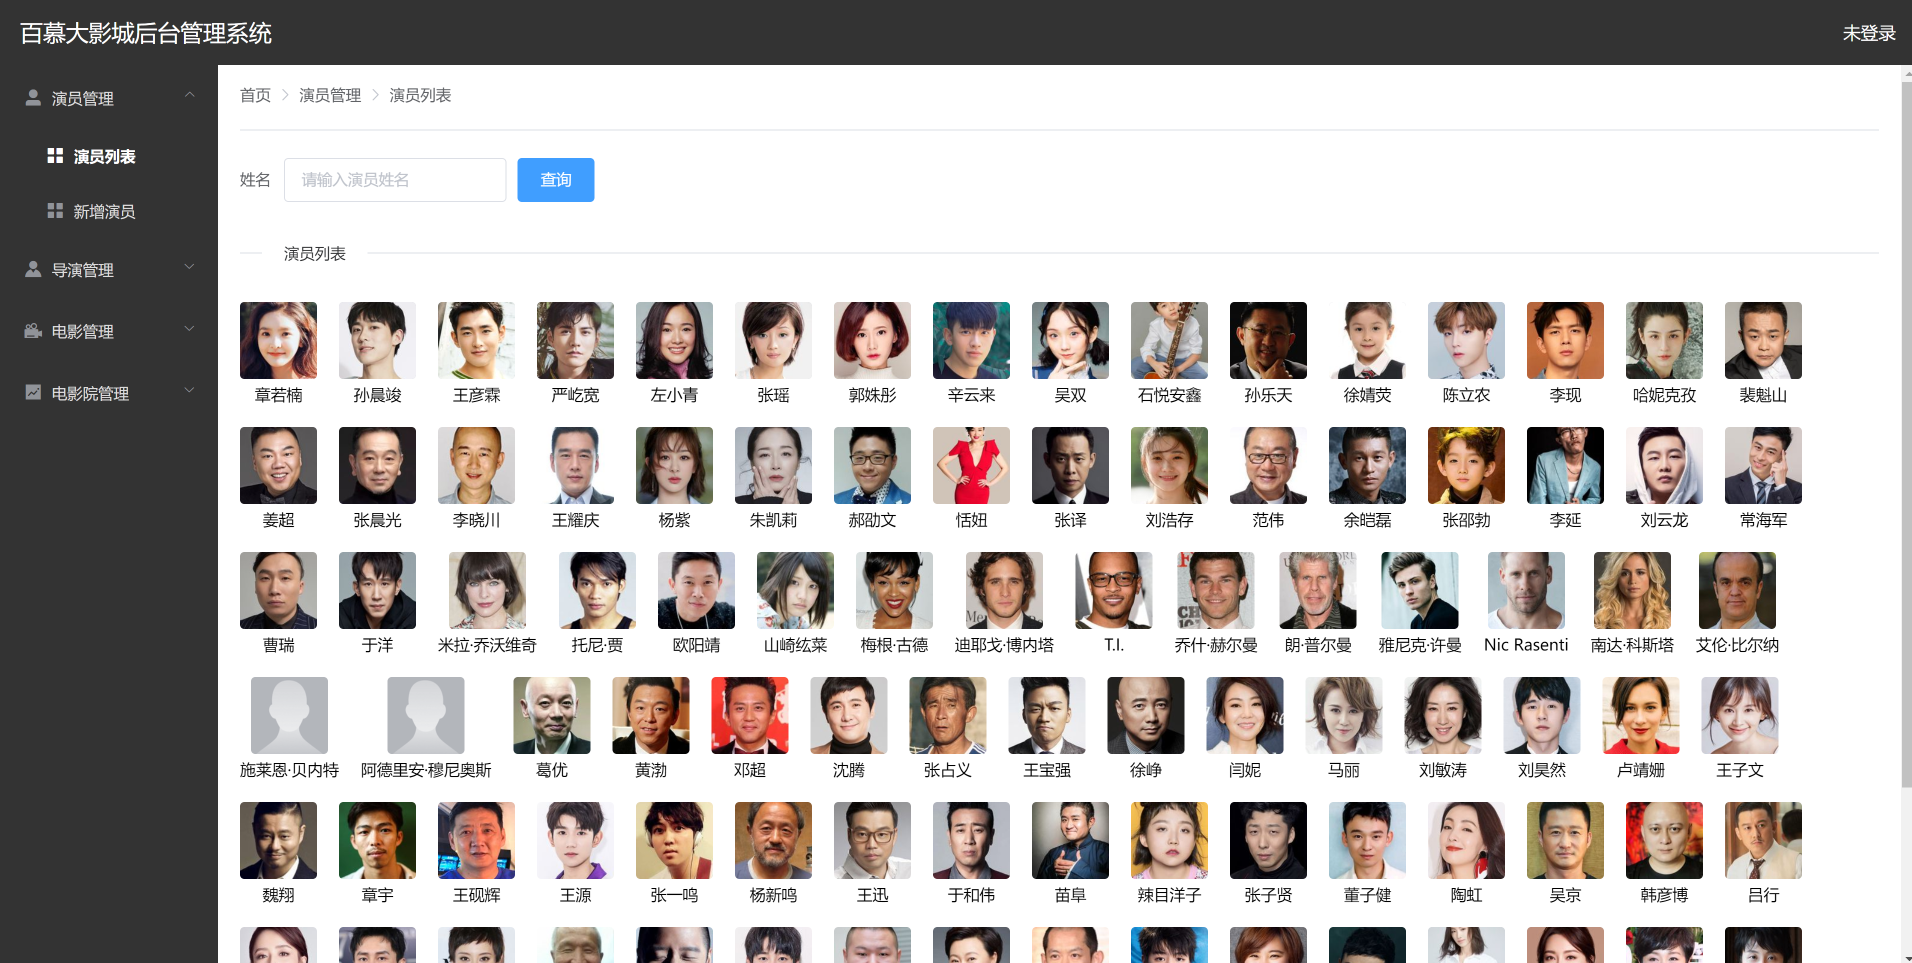 百慕大影城后台管理系统
未登录
演员管理
演员列表
新增演员
导演管理
电影管理
电影院管理
首页 演员管理 演员列表
姓名 请输入演员姓名 查询
演员列表
章若楠 孙晨竣 王彦霖 严屹宽 左小青 张瑶 郭姝彤 辛云来 吴双 石悦安鑫 孙乐天 徐婧荧 陈立农 李现 哈妮克孜 裴魁山
姜超 张晨光 李晓川 王耀庆 杨紫 朱凯莉 郝劭文 恬妞 张译 刘浩存 范伟 余皑磊 张邵勃 李延 刘云龙 常海军
曹瑞 于洋 米拉·乔沃维奇 托尼·贾 欧阳靖 山崎纮菜 梅根·古德 迪耶戈·博内塔 T.I. 乔什·赫尔曼 朗·普尔曼 雅尼克·许曼 Nic Rasenti 南达·科斯塔 艾伦·比尔纳
施莱恩·贝内特 阿德里安·穆尼奥斯 葛优 黄渤 邓超 沈腾 张占义 王宝强 徐峥 闫妮 马丽 刘敏涛 刘昊然 卢靖姗 王子文
魏翔 章宇 王砚辉 王源 张一鸣 杨新鸣 王迅 于和伟 苗阜 辣目洋子 张子贤 董子健 陶虹 吴京 韩彦博 吕行